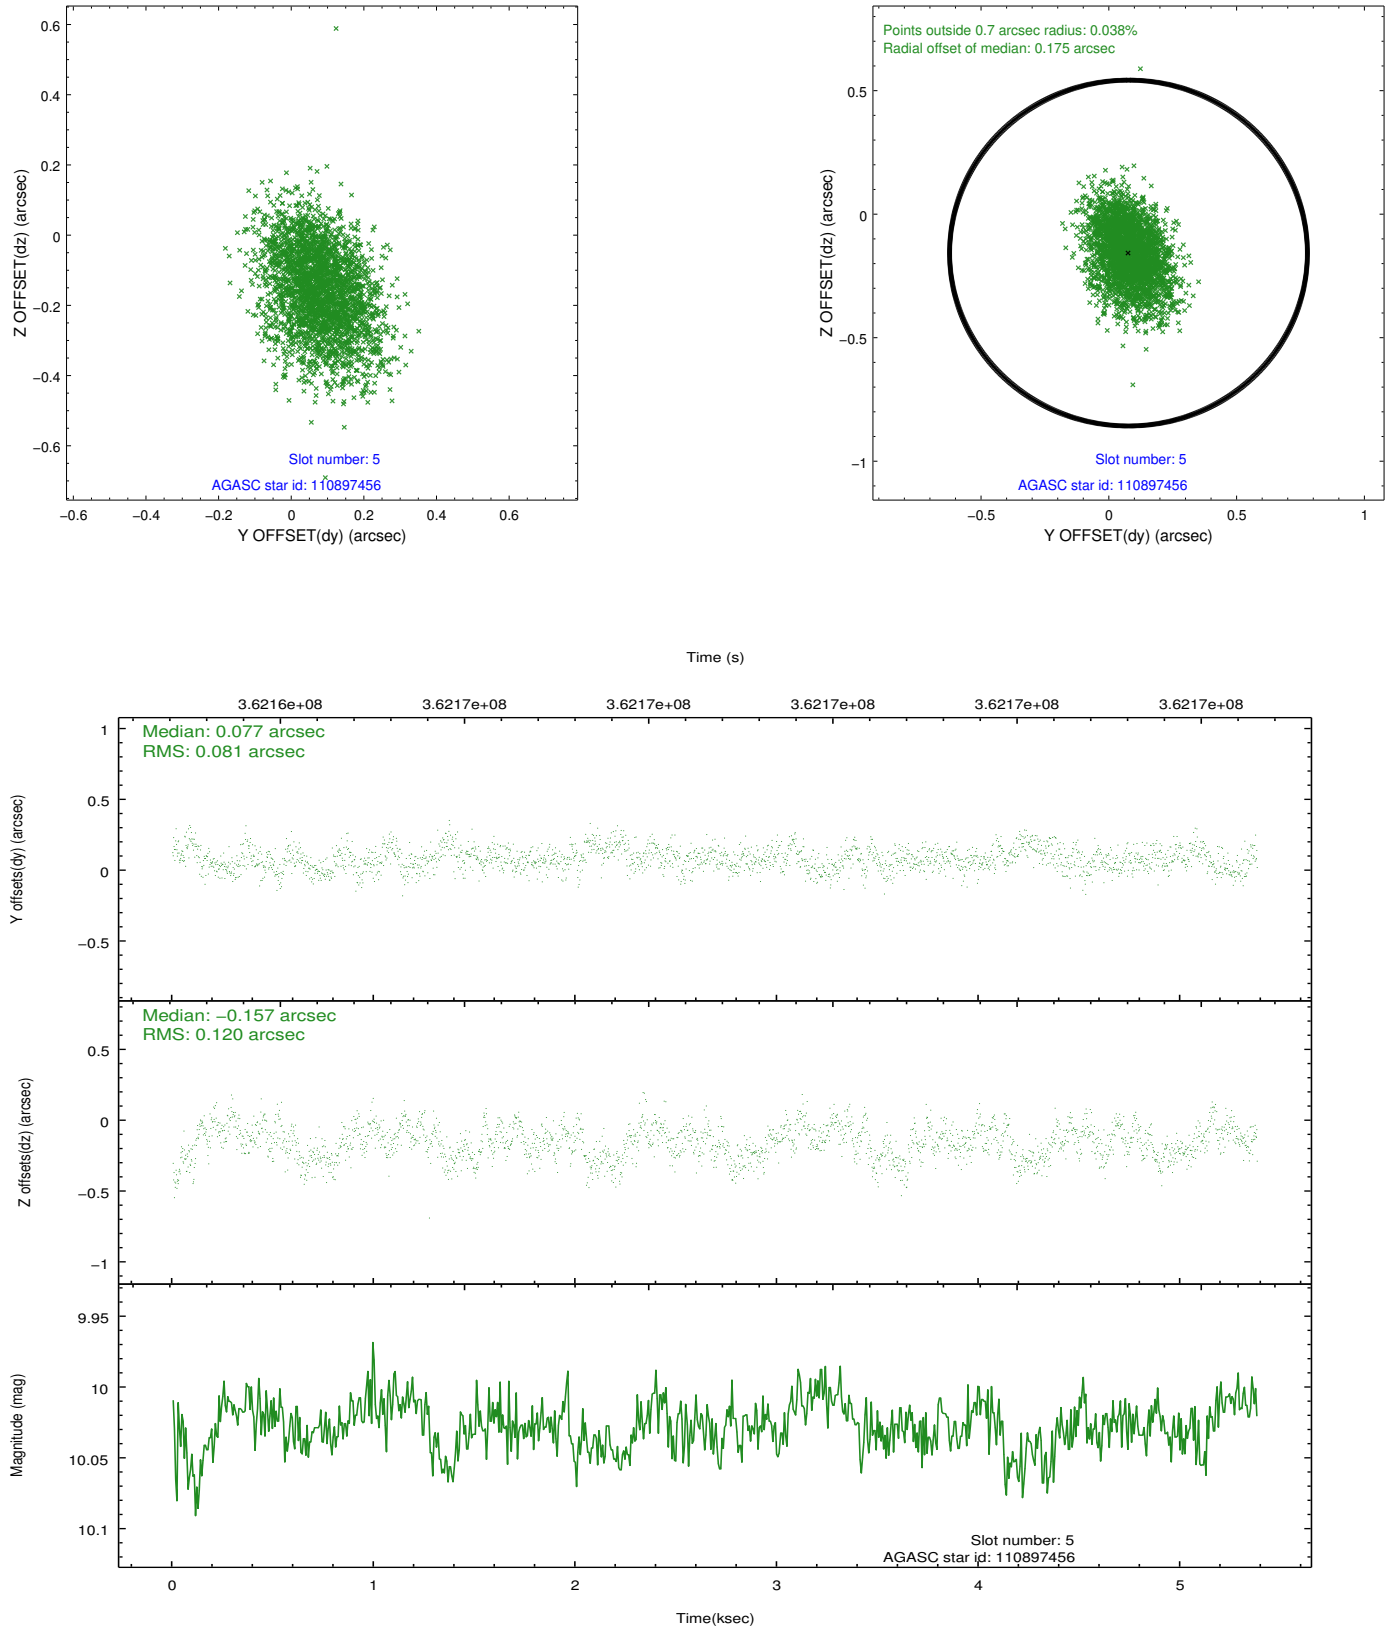 0.6
0.4
0.2
0
−0.2
−0.4
−0.6
Z OFFSET(dz) (arcsec)
Slot number: 5
AGASC star id: 110897456
−0.6 −0.4 −0.2 0 0.2 0.4 0.6
Y OFFSET(dy) (arcsec)
Points outside 0.7 arcsec radius: 0.038%
Radial offset of median: 0.175 arcsec
0.5
0
−0.5
−1
Z OFFSET(dz) (arcsec)
Slot number: 5
AGASC star id: 110897456
−0.5 0 0.5 1
Y OFFSET(dy) (arcsec)
Time (s)
3.6216e+08 3.6217e+08 3.6217e+08 3.6217e+08 3.6217e+08 3.6217e+08
Median: 0.077 arcsec
RMS: 0.081 arcsec
1
0.5
0
−0.5
Y offsets(dy) (arcsec)
Median: −0.157 arcsec
RMS: 0.120 arcsec
0.5
0
−0.5
−1
Z offsets(dz) (arcsec)
9.95
10
10.05
10.1
Magnitude (mag)
Slot number: 5
AGASC star id: 110897456
0 1 2 3 4 5
Time(ksec)